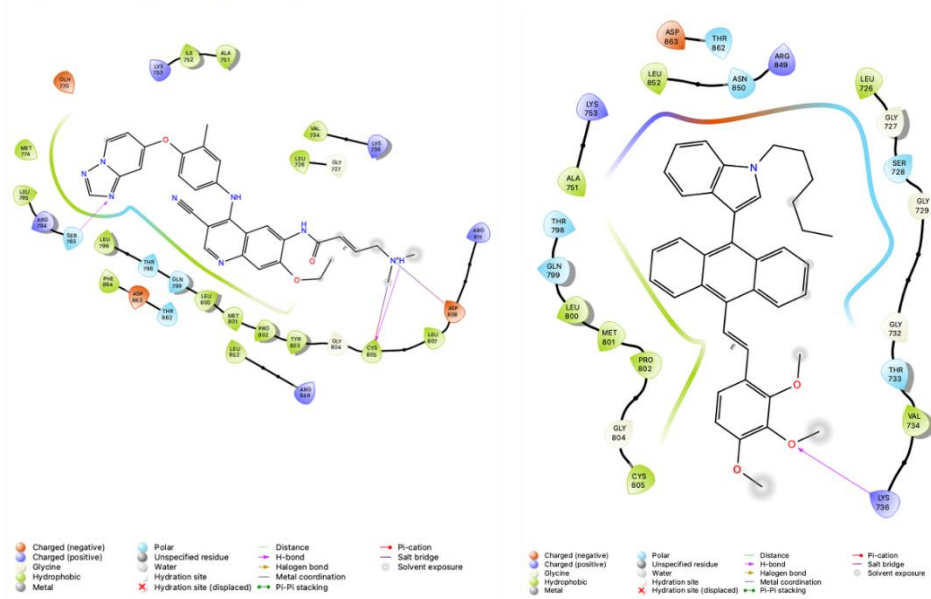 LYS
753
ILE
752
ALA
751
MET
774
VAL
734
LYS
736
LEU
726
GLY
727
O
N
N
N
NH
HN
N
O
O
N⁺H
E
LEU
785
ARG
784
SER
783
ARG
811
LEU
796
THR
798
GLN
799
PHE
864
ASP
863
THR
862
LEU
800
MET
801
PRO
802
TYR
803
GLY
804
CYS
805
LEU
807
ASP
808
LEU
852
ARG
849
Charged (negative)
Charged (positive)
Glycine
Hydrophobic
Metal
Polar
Unspecified residue
Water
Hydration site
Hydration site (displaced)
Distance
H-bond
Halogen bond
Metal coordination
Pi-Pi stacking
Pi-cation
Salt bridge
Solvent exposure
ASP
863
THR
862
ARG
849
LEU
852
ASN
850
LEU
726
GLY
727
LYS
753
SER
728
ALA
751
GLY
729
N
THR
798
GLN
799
LEU
800
MET
801
PRO
802
GLY
732
THR
733
E
VAL
734
O
O
O
GLY
804
CYS
805
LYS
736
Charged (negative)
Charged (positive)
Glycine
Hydrophobic
Metal
Polar
Unspecified residue
Water
Hydration site
Hydration site (displaced)
Distance
H-bond
Halogen bond
Metal coordination
Pi-Pi stacking
Pi-cation
Salt bridge
Solvent exposure